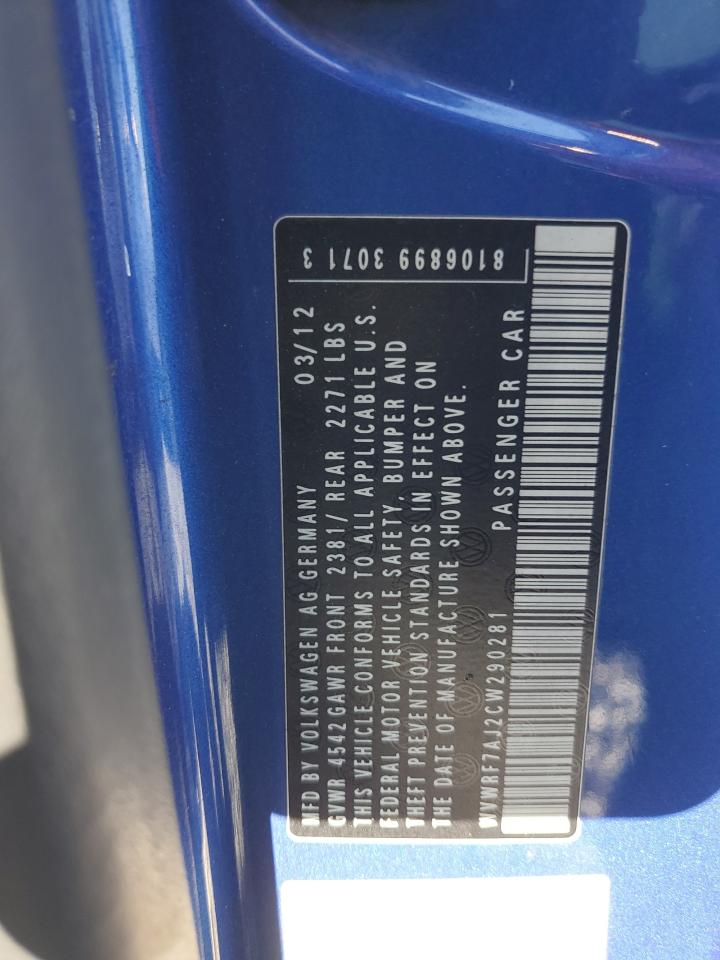 MFD BY VOLKSWAGEN AG GERMANY 03/12
GVWR 4542 GAWR FRONT 2381/ REAR 2271 LBS
THIS VEHICLE CONFORMS TO ALL APPLICABLE U.S.
FEDERAL MOTOR VEHICLE SAFETY, BUMPER AND
THEFT PREVENTION STANDARDS IN EFFECT ON
THE DATE OF MANUFACTURE SHOWN ABOVE.
WVWRF7AJ2CW290281 PASSENGER CAR
8106899 3071 3